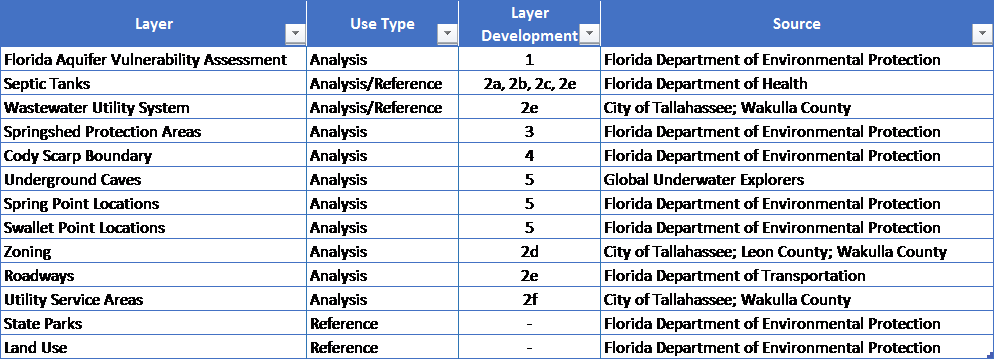 Layer Use Type Layer Development Source
Florida Aquifer Vulnerability Assessment Analysis 1 Florida Department of Environmental Protection
Septic Tanks Analysis/Reference 2a, 2b, 2c, 2e Florida Department of Health
Wastewater Utility System Analysis/Reference 2e City of Tallahassee; Wakulla County
Springshed Protection Areas Analysis 3 Florida Department of Environmental Protection
Cody Scarp Boundary Analysis 4 Florida Department of Environmental Protection
Underground Caves Analysis 5 Global Underwater Explorers
Spring Point Locations Analysis 5 Florida Department of Environmental Protection
Swallet Point Locations Analysis 5 Florida Department of Environmental Protection
Zoning Analysis 2d City of Tallahassee; Leon County; Wakulla County
Roadways Analysis 2e Florida Department of Transportation
Utility Service Areas Analysis 2f City of Tallahassee; Wakulla County
State Parks Reference - Florida Department of Environmental Protection
Land Use Reference - Florida Department of Environmental Protection